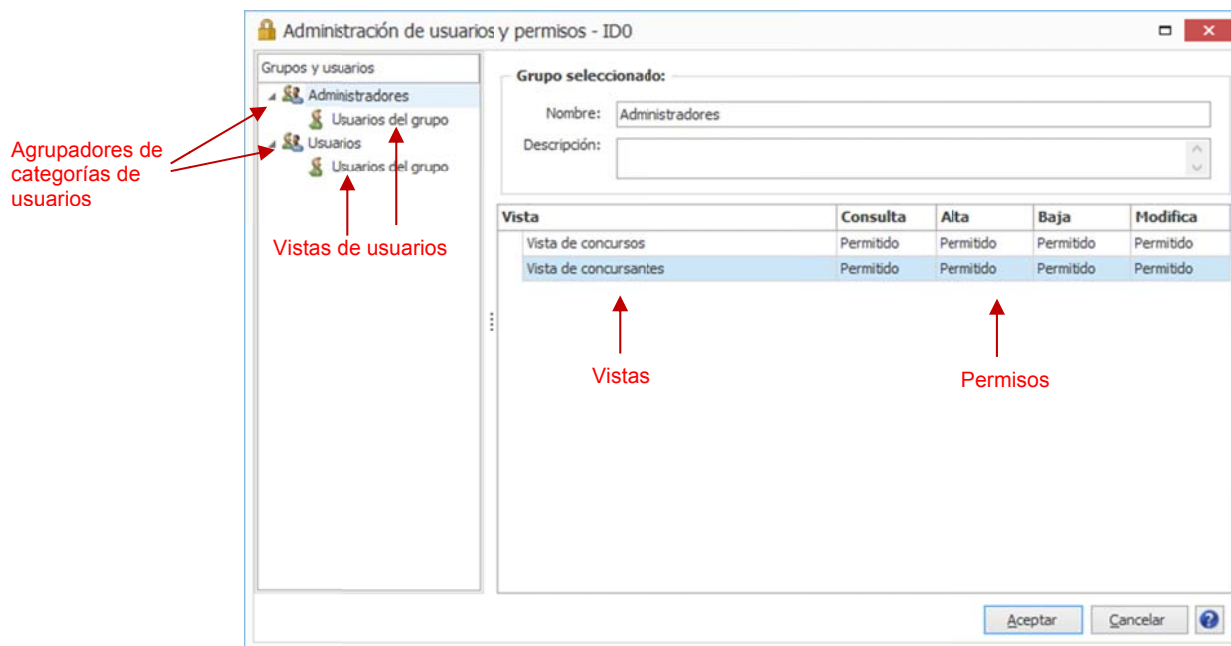 Administración de usuarios y permisos - ID0
Grupos y usuarios
Administradores
Usuarios del grupo
Usuarios
Usuarios del grupo
Agrupadores de
categorías de
usuarios
Vistas de usuarios
Grupo seleccionado:
Nombre: Administradores
Descripción:
Vista Consulta Alta Baja Modifica
Vista de concursos Permitido Permitido Permitido Permitido
Vista de concursantes Permitido Permitido Permitido Permitido
Vistas
Permisos
Aceptar Cancelar ?